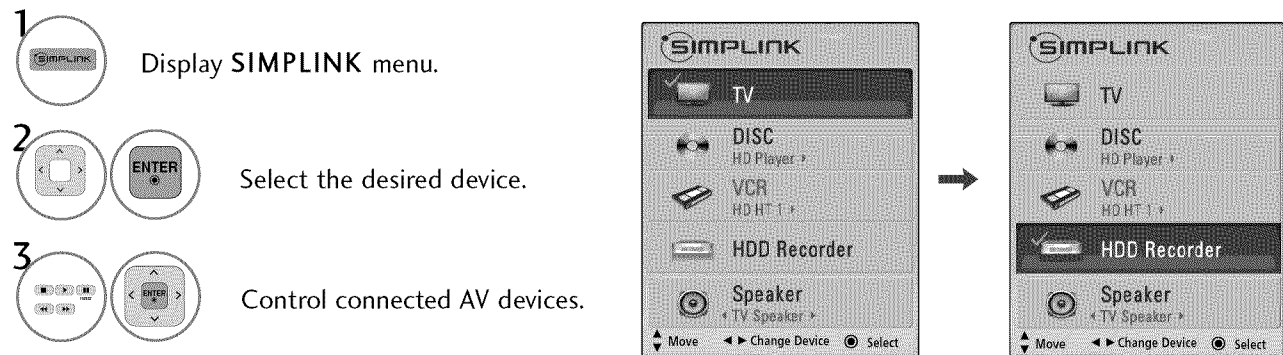 1
SIMPLINK
Display SIMPLINK menu.
2
ENTER
Select the desired device.
3
ENTER
Control connected AV devices.
SIMPLINK
TV
DISC
HD Player
VCR
HD HT 1
HDD Recorder
Speaker
TV Speaker
Move Change Device Select
SIMPLINK
TV
DISC
HD Player
VCR
HD HT 1
HDD Recorder
Speaker
TV Speaker
Move Change Device Select